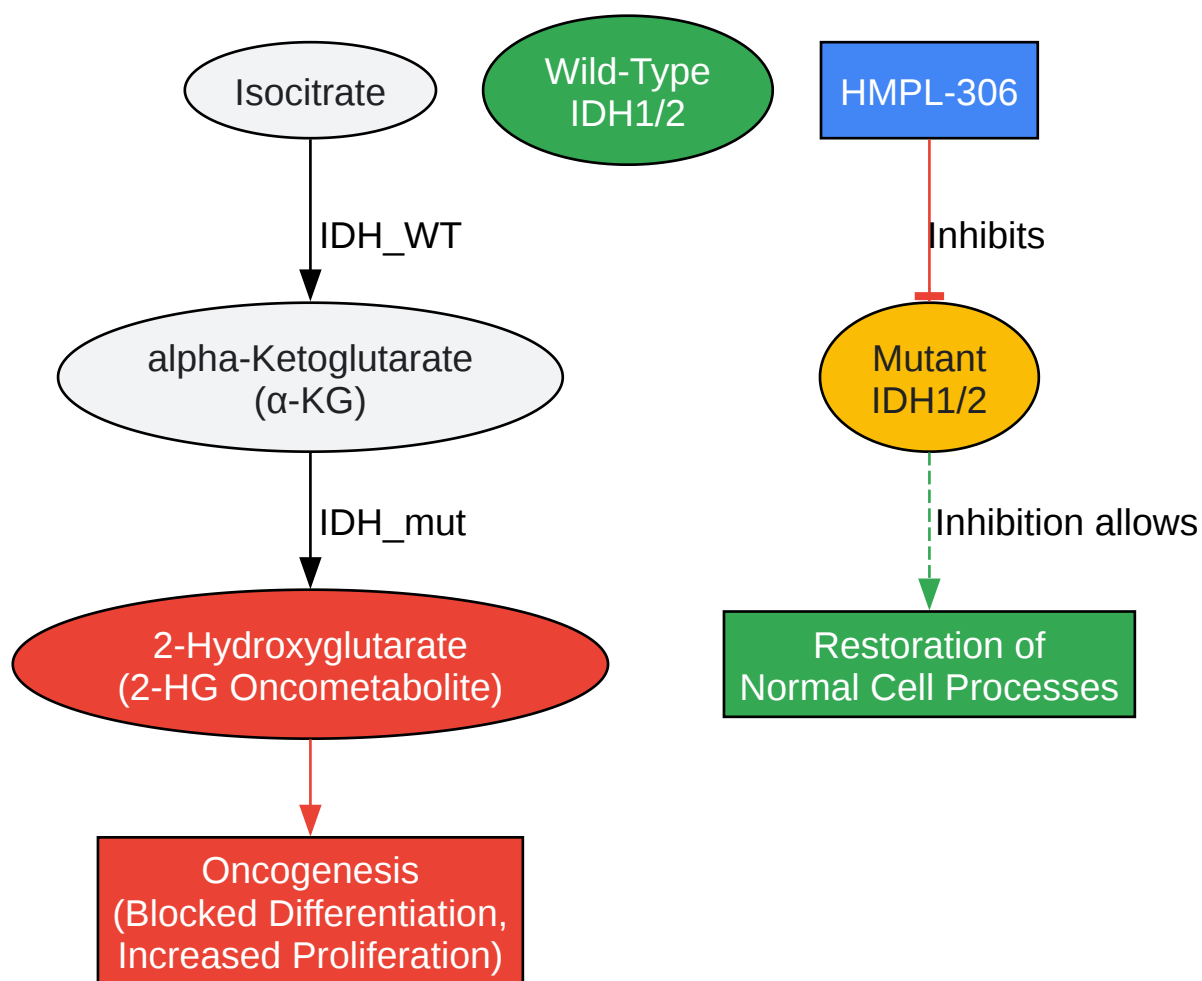 Isocitrate
Wild-Type
IDH1/2
HMPL-306
IDH_WT
Inhibits
alpha-Ketoglutarate
(α-KG)
Mutant
IDH1/2
IDH_mut
Inhibition allows
2-Hydroxyglutarate
(2-HG Oncometabolite)
Restoration of
Normal Cell Processes
Oncogenesis
(Blocked Differentiation,
Increased Proliferation)